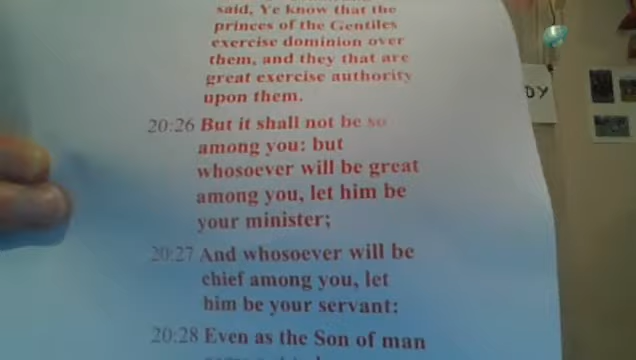 said, Ye know that the
princes of the Gentiles
exercise dominion over
them, and they that are
great exercise authority
upon them.
20:26 But it shall not be so
among you: but
whosoever will be great
among you, let him be
your minister;
20:27 And whosoever will be
chief among you, let
him be your servant:
20:28 Even as the Son of man
DY